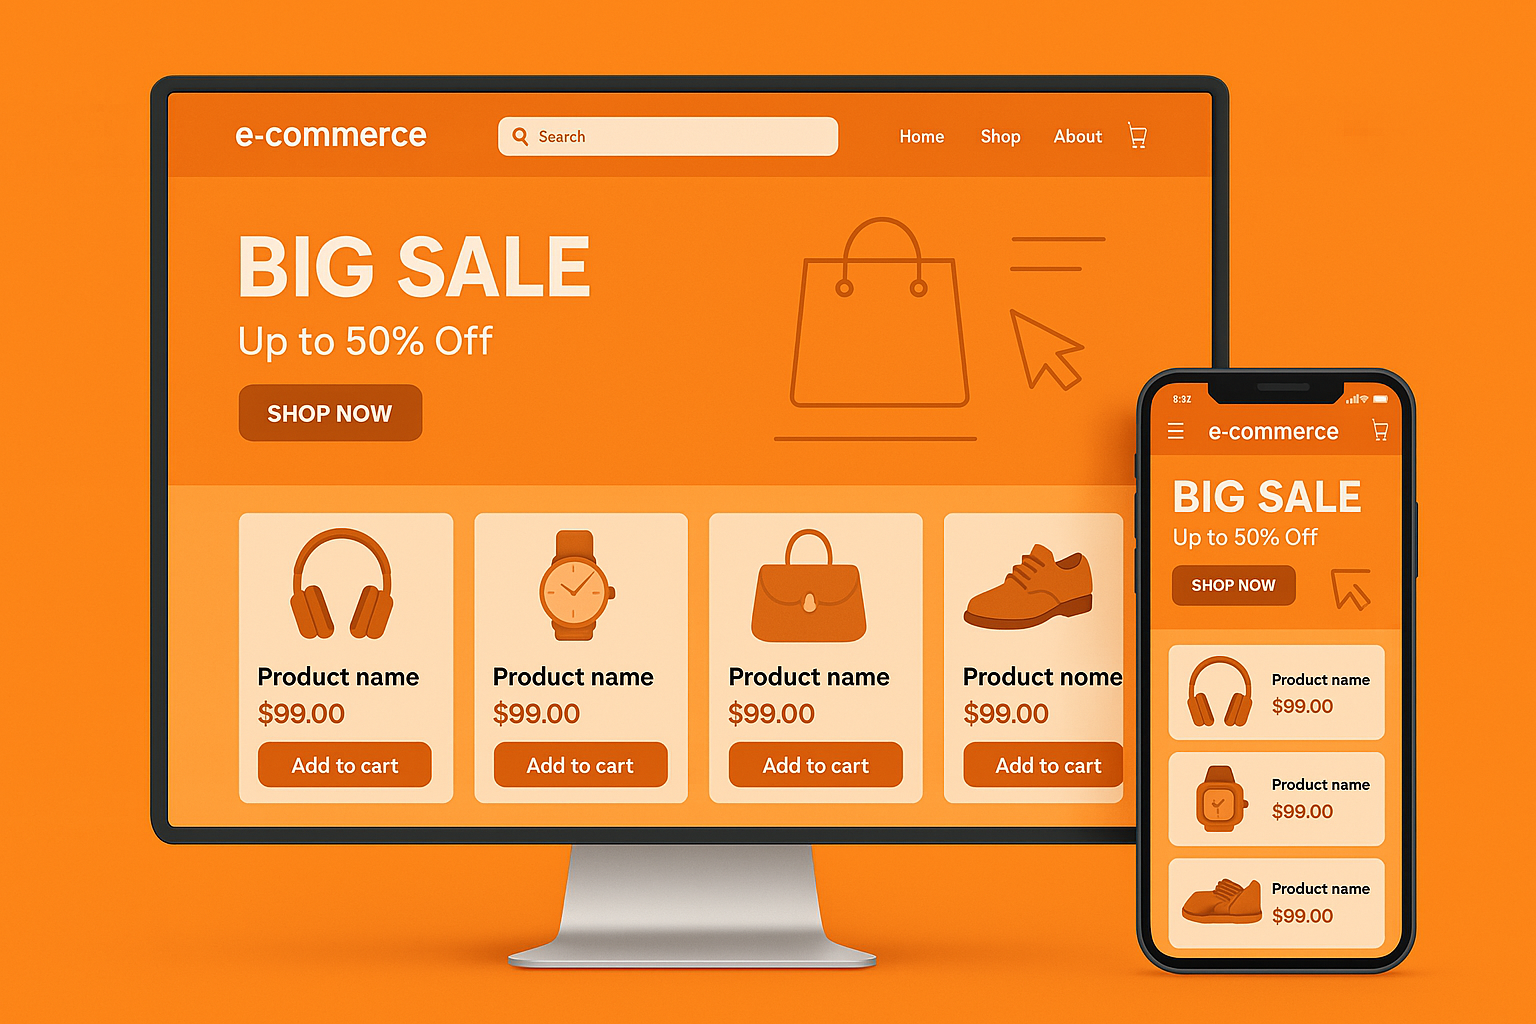 e-commerce
Search
Home Shop About
BIG SALE
Up to 50% Off
SHOP NOW
Product name
$99.00
Add to cart
Product name
$99.00
Add to cart
Product name
$99.00
Add to cart
Product nome
$99.00
Add to cart
8:32
e-commerce
BIG SALE
Up to 50% Off
SHOP NOW
Product name
$99.00
Product name
$99.00
Product name
$99.00